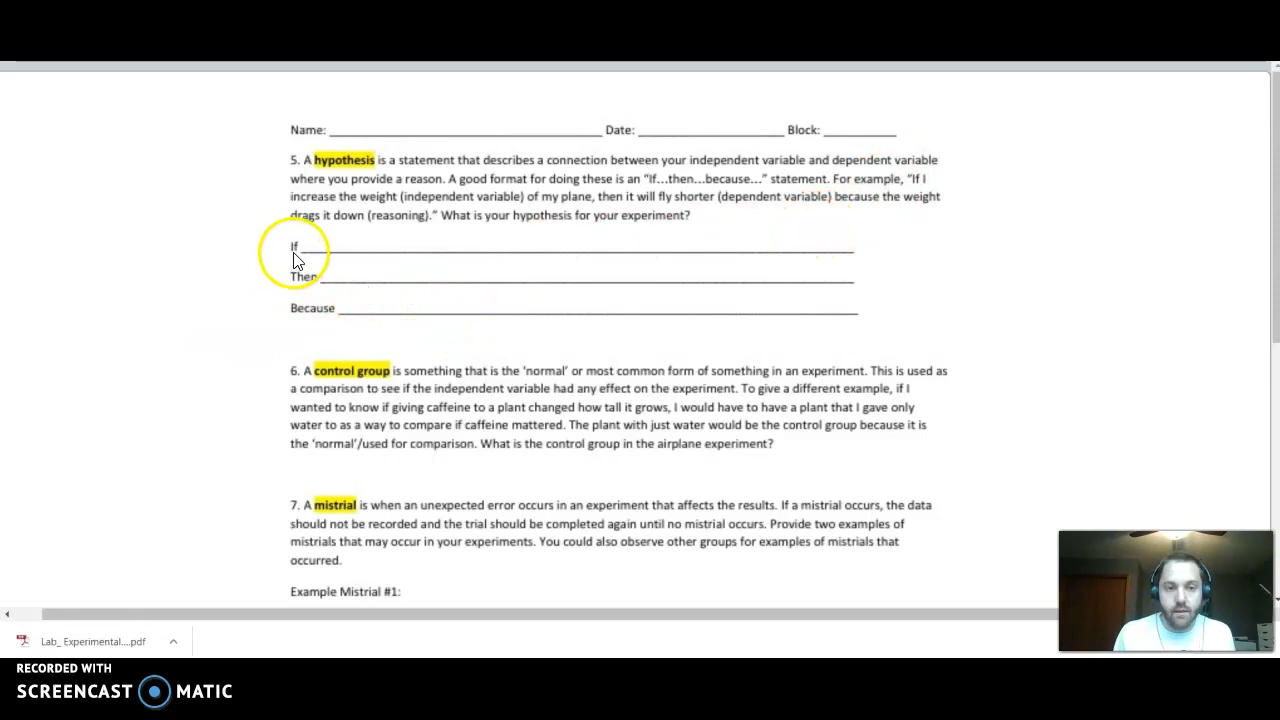 Name: ________ Date: ________ Block: ________
5. A hypothesis is a statement that describes a connection between your independent variable and dependent variable
where you provide a reason. A good format for doing these is an “If…then…because…” statement. For example, “If I
increase the weight (independent variable) of my plane, then it will fly shorter (dependent variable) because the weight
drags it down (reasoning).” What is your hypothesis for your experiment?
If ________
Then ________
Because ________
6. A control group is something that is the ‘normal’ or most common form of something in an experiment. This is used as
a comparison to see if the independent variable had any effect on the experiment. To give a different example, if I
wanted to know if giving caffeine to a plant changed how tall it grows, I would have to have a plant that I gave only
water to as a way to compare if caffeine mattered. The plant with just water would be the control group because it is
the ‘normal’/used for comparison. What is the control group in the airplane experiment?
7. A mistrial is when an unexpected error occurs in an experiment that affects the results. If a mistrial occurs, the data
should not be recorded and the trial should be completed again until no mistrial occurs. Provide two examples of
mistrials that may occur in your experiments. You could also observe other groups for examples of mistrials that
occurred.
Example Mistrial #1:
Lab_ Experimental....pdf
RECORDED WITH
SCREENCAST MATIC